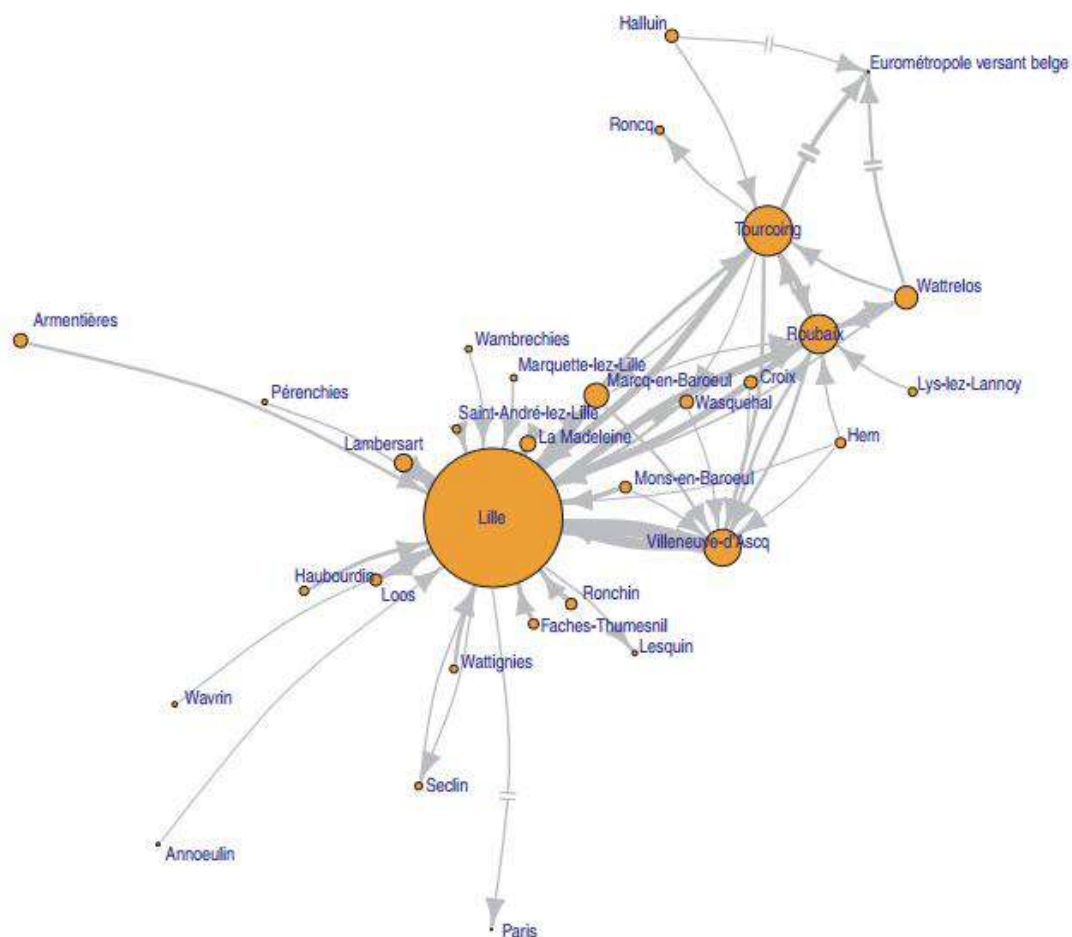 Halluin
Eurométropole versant belge
Roncq
Tourcoing
Wattrelos
Armentières
Roubaix
Wambrechies
Marquette-lez-Lille
Marcq-en-Baroeul
Croix
Lys-lez-Lannoy
Pérenchies
Wasquehal
Saint-André-lez-Lille
La Madeleine
Hem
Lambersart
Mons-en-Baroeul
Lille
Villeneuve-d'Ascq
Haubourdin
Loos
Ronchin
Faches-Thumesnil
Lesquin
Wattignies
Wavrin
Seclin
Annoeulin
Paris